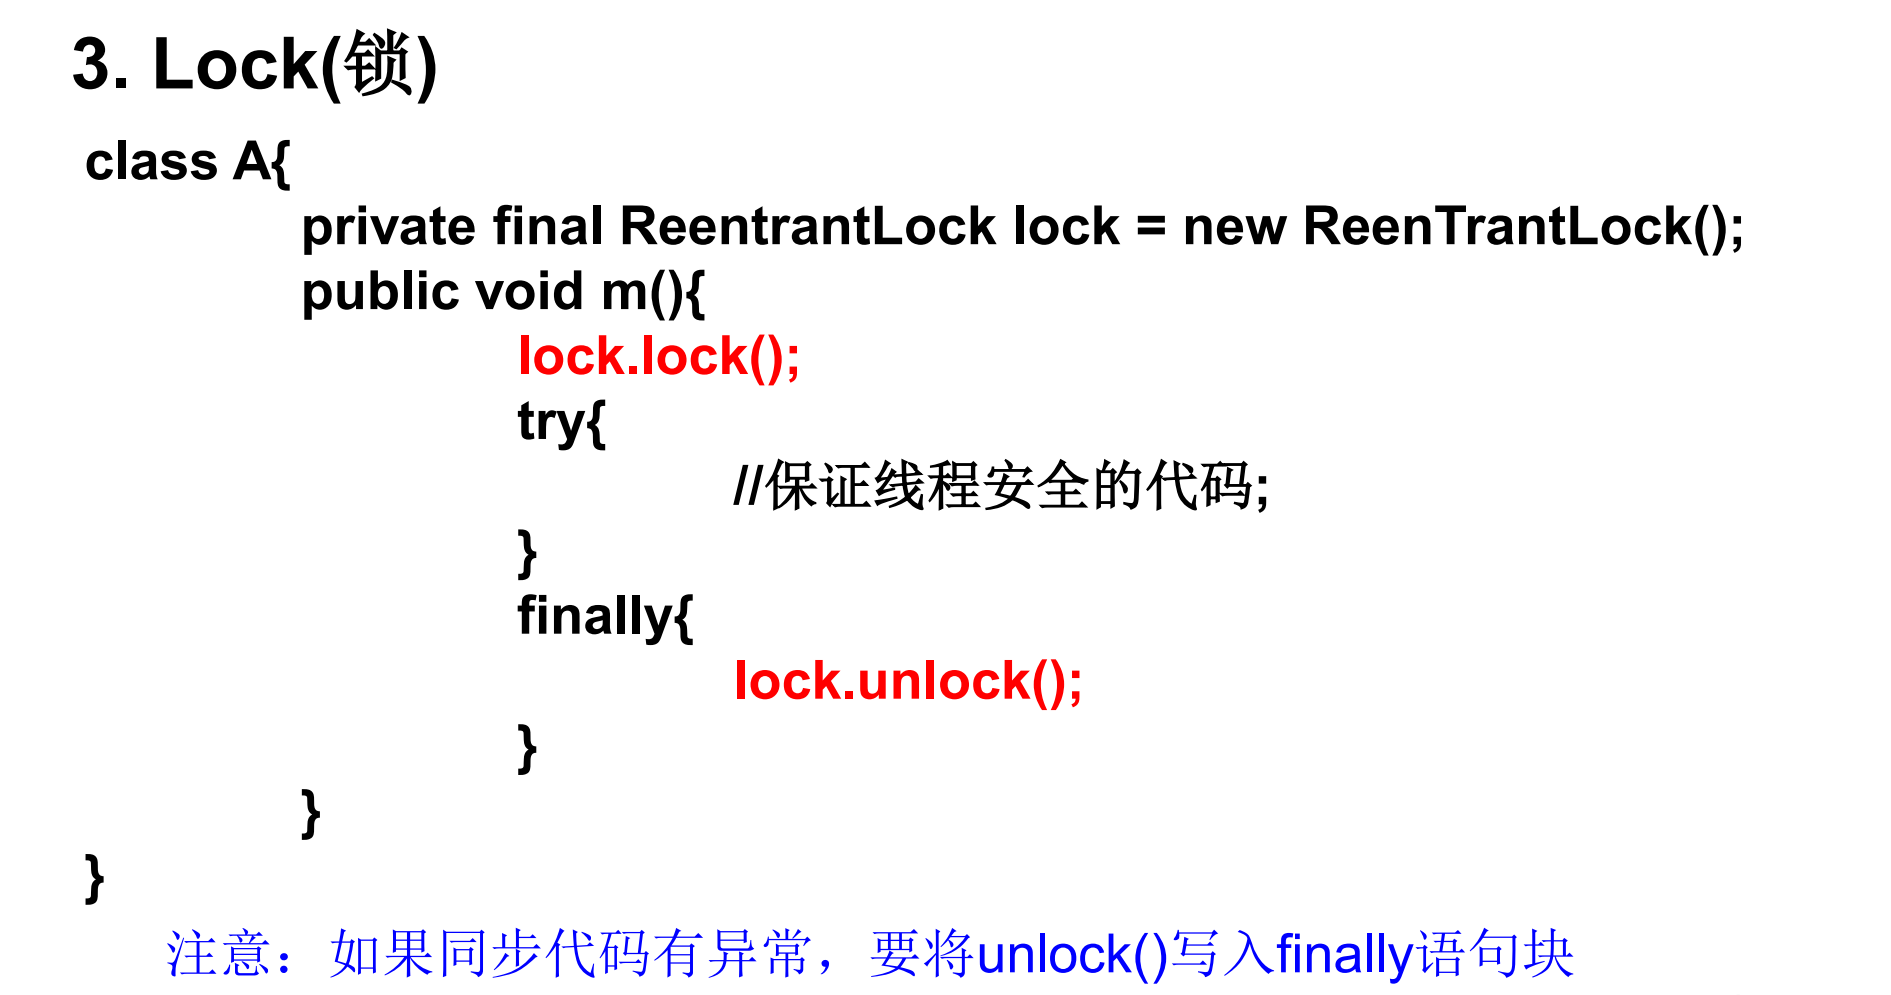 3. Lock(锁)
class A{
private final ReentrantLock lock = new ReenTrantLock();
public void m(){
lock.lock();
try{
//保证线程安全的代码;
}
finally{
lock.unlock();
}
}
}
注意：如果同步代码有异常，要将unlock()写入finally语句块